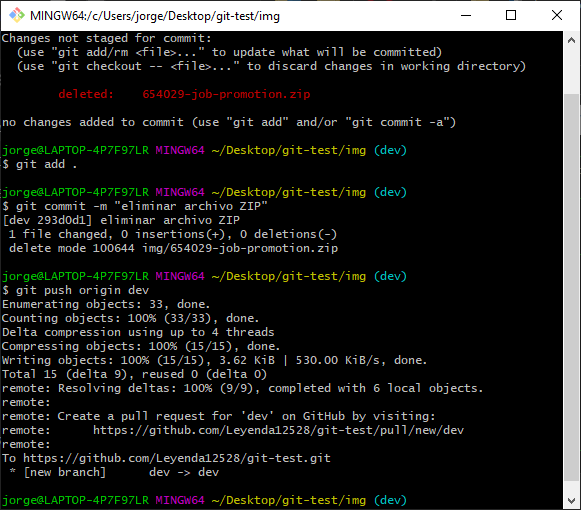 MINGW64:/c/Users/jorge/Desktop/git-test/img
Changes not staged for commit:
  (use "git add/rm <file>..." to update what will be committed)
  (use "git checkout -- <file>..." to discard changes in working directory)

        deleted:    654029-job-promotion.zip

no changes added to commit (use "git add" and/or "git commit -a")

jorge@LAPTOP-4P7F97LR MINGW64 ~/Desktop/git-test/img (dev)
$ git add .

jorge@LAPTOP-4P7F97LR MINGW64 ~/Desktop/git-test/img (dev)
$ git commit -m "eliminar archivo ZIP"
[dev 293d0d1] eliminar archivo ZIP
 1 file changed, 0 insertions(+), 0 deletions(-)
 delete mode 100644 img/654029-job-promotion.zip

jorge@LAPTOP-4P7F97LR MINGW64 ~/Desktop/git-test/img (dev)
$ git push origin dev
Enumerating objects: 33, done.
Counting objects: 100% (33/33), done.
Delta compression using up to 4 threads
Compressing objects: 100% (15/15), done.
Writing objects: 100% (15/15), 3.62 KiB | 530.00 KiB/s, done.
Total 15 (delta 9), reused 0 (delta 0)
remote: Resolving deltas: 100% (9/9), completed with 6 local objects.
remote:
remote: Create a pull request for 'dev' on GitHub by visiting:
remote:      https://github.com/Leyenda12528/git-test/pull/new/dev
remote:
To https://github.com/Leyenda12528/git-test.git
 * [new branch]      dev -> dev

jorge@LAPTOP-4P7F97LR MINGW64 ~/Desktop/git-test/img (dev)